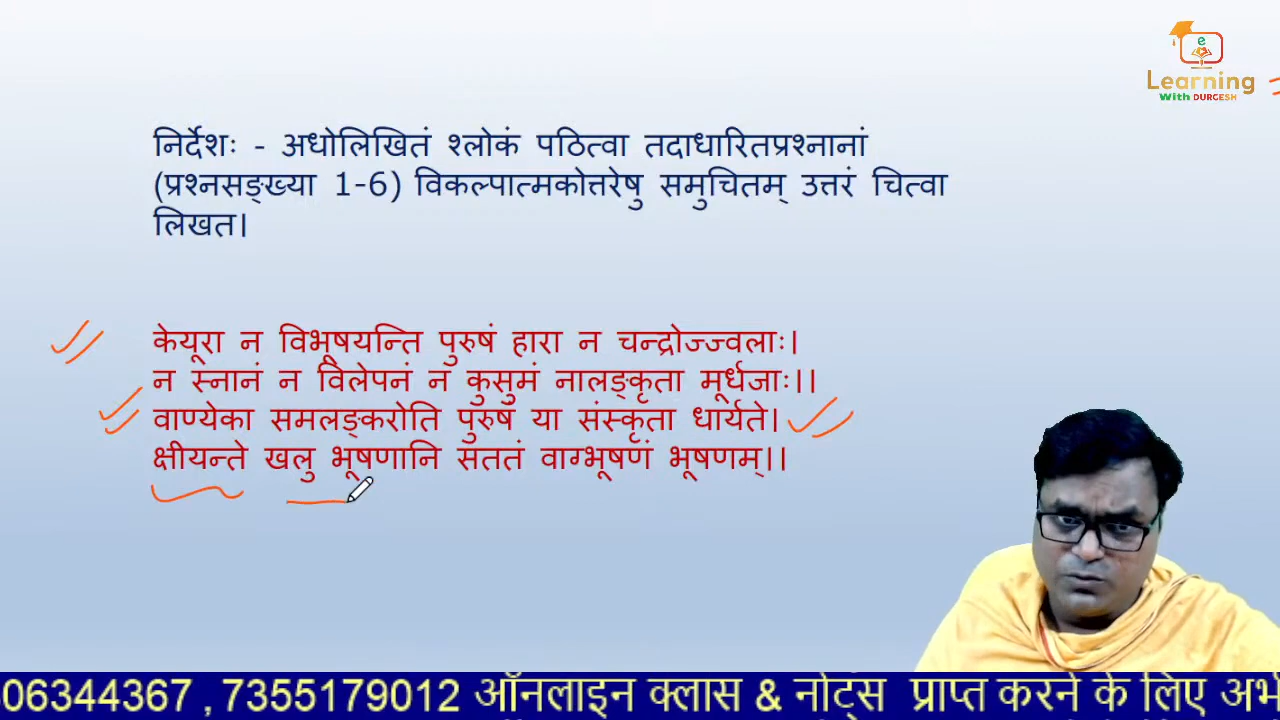 e
Learning
With DURGESH
निर्देशः - अधोलिखितं श्लोकं पठित्वा तदाधारितप्रश्नानां
(प्रश्नसङ्ख्या 1-6) विकल्पात्मकोत्तरेषु समुचितम् उत्तरं चित्वा
लिखत।
केयूरा न विभूषयन्ति पुरुषं हारा न चन्द्रोज्ज्वलाः।
न स्नानं न विलेपनं न कुसुमं नालङ्कृता मूर्धजाः।।
वाण्येका समलङ्करोति पुरुषं या संस्कृता धार्यते।
क्षीयन्ते खलु भूषणानि सततं वाग्भूषणं भूषणम्।।
06344367 , 7355179012 ऑनलाइन क्लास & नोट्स प्राप्त करने के लिए अभ